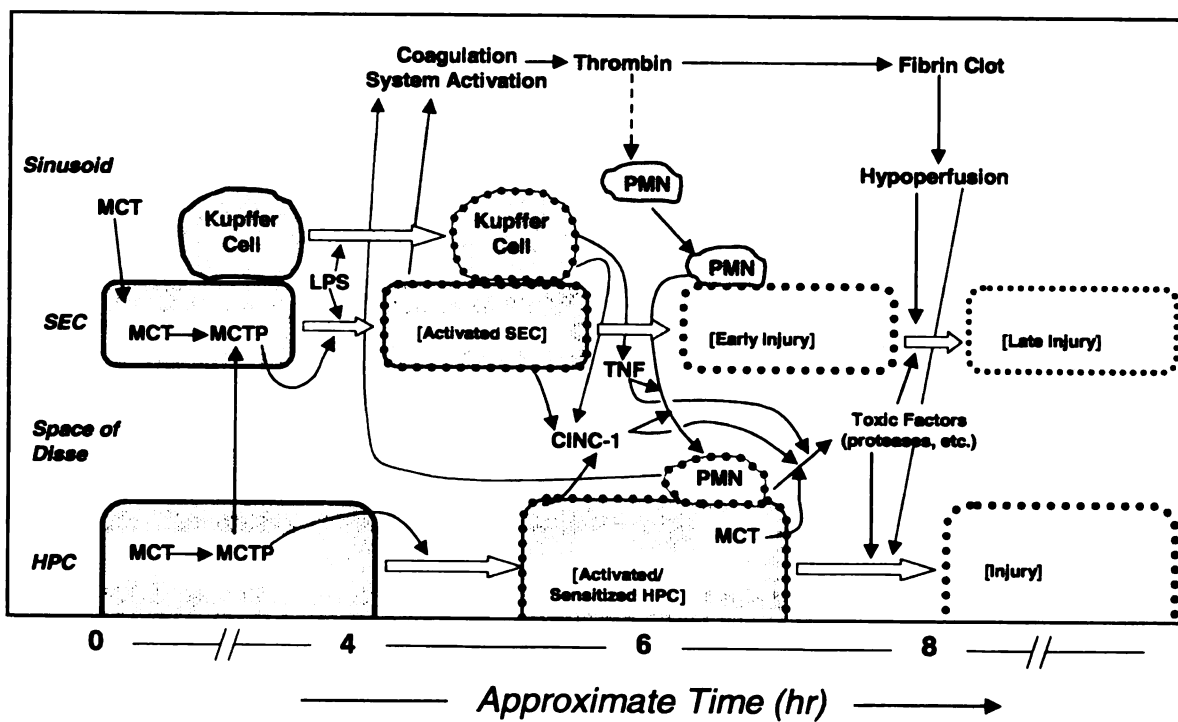 Coagulation
System Activation
Thrombin
Fibrin Clot
Sinusoid
PMN
Hypoperfusion
MCT
Kupffer
Cell
Kupffer
Cell
PMN
LPS
SEC
MCT
MCTP
[Activated SEC]
[Early Injury]
[Late Injury]
TNF
Space of
Disse
CINC-1
Toxic Factors
(proteases, etc.)
PMN
HPC
MCT
MCTP
MCT
[Activated/
Sensitized HPC]
[Injury]
0
4
6
8
Approximate Time (hr)